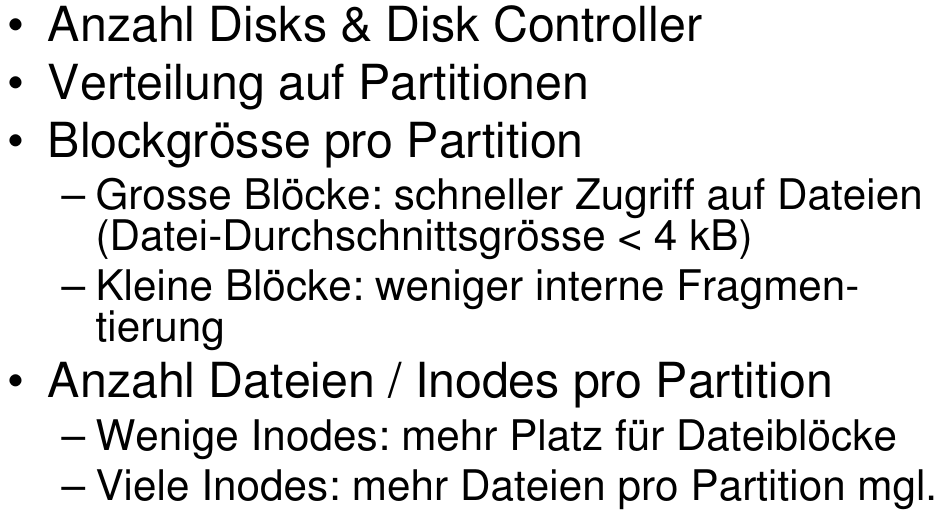 • Anzahl Disks & Disk Controller
• Verteilung auf Partitionen
• Blockgrösse pro Partition
– Grosse Blöcke: schneller Zugriff auf Dateien
(Datei-Durchschnittsgrösse < 4 kB)
– Kleine Blöcke: weniger interne Fragmen-
tierung
• Anzahl Dateien / Inodes pro Partition
– Wenige Inodes: mehr Platz für Dateiblöcke
– Viele Inodes: mehr Dateien pro Partition mgl.